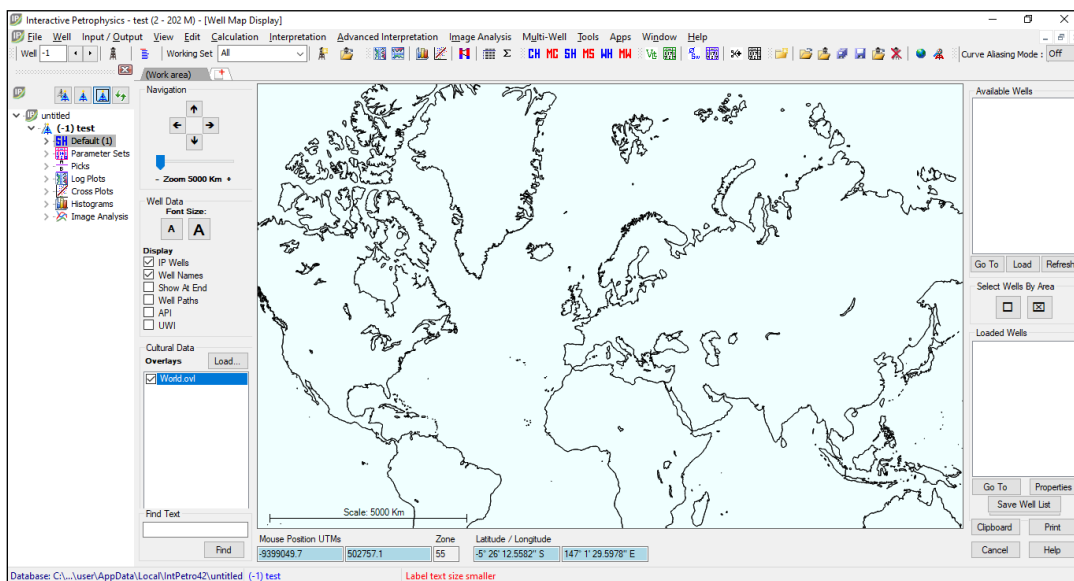 Interactive Petrophysics - test (2 - 202 M) - [Well Map Display]
File Well Input / Output View Edit Calculation Interpretation Advanced Interpretation Image Analysis Multi-Well Tools Apps Window Help
Well -1 Working Set All CH MC SH MS WH MW Curve Aliasing Mode : Off
(Work area)
untitled
(-1) test
SH Default (1)
Parameter Sets
Picks
Log Plots
Cross Plots
Histograms
Image Analysis
Navigation
- Zoom 5000 Km +
Well Data
Font Size:
A A
Display
IP Wells
Well Names
Show At End
Well Paths
API
UWI
Cultural Data
Overlays Load...
World.ovl
Find Text
Find
Scale: 5000 Km
Mouse Position UTMs Zone Latitude / Longitude
-9399049.7 502757.1 55 -5° 26' 12.5582" S 147° 1' 29.5978" E
Available Wells
Go To Load Refresh
Select Wells By Area
Loaded Wells
Go To Properties
Save Well List
Clipboard Print
Cancel Help
Database: C:\...\user\AppData\Local\IntPetro42\untitled (-1) test Label text size smaller